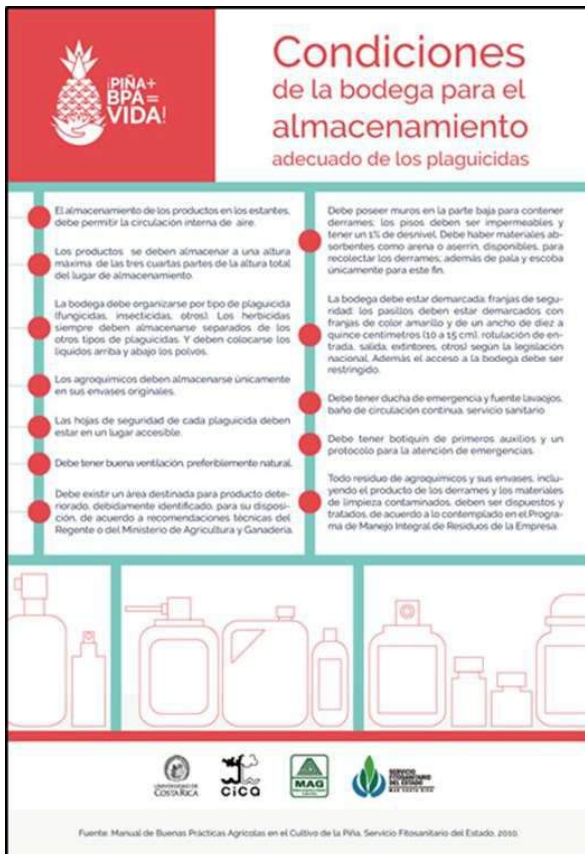 ¡PIÑA+
BPA=
VIDA!
Condiciones
de la bodega para el
almacenamiento
adecuado de los plaguicidas
El almacenamiento de los productos en los estantes,
debe permitir la circulación interna de aire.
Los productos se deben almacenar a una altura
máxima de las tres cuartas partes de la altura total
del lugar de almacenamiento.
La bodega debe organizarse por tipo de plaguicida
(fungicidas, insecticidas, otros). Los herbicidas
siempre deben almacenarse separados de los
otros tipos de plaguicidas. Y deben colocarse los
líquidos arriba y abajo los polvos.
Los agroquímicos deben almacenarse únicamente
en sus envases originales.
Las hojas de seguridad de cada plaguicida deben
estar en un lugar accesible.
Debe tener buena ventilación, preferiblemente natural.
Debe existir un área destinada para producto dete-
riorado, debidamente identificado, para su disposi-
ción, de acuerdo a recomendaciones técnicas del
Regente o del Ministerio de Agricultura y Ganadería.
Debe poseer muros en la parte baja para contener
derrames; los pisos deben ser impermeables y
tener un 1% de desnivel. Debe haber materiales ab-
sorbentes como arena o aserrín, disponibles, para
recolectar los derrames; además de pala y escoba
únicamente para este fin.
La bodega debe estar demarcada: franjas de segu-
ridad: los pasillos deben estar demarcados con
franjas de color amarillo y de un ancho de diez a
quince centímetros (10 a 15 cm), rotulación de en-
trada, salida, extintores, otros) según la legislación
nacional. Además el acceso a la bodega debe ser
restringido.
Debe tener ducha de emergencia y fuente lavaojos,
baño de circulación continua, servicio sanitario.
Debe tener botiquín de primeros auxilios y un
protocolo para la atención de emergencias.
Todo residuo de agroquímicos y sus envases, inclu-
yendo el producto de los derrames y los materiales
de limpieza contaminados, deben ser dispuestos y
tratados, de acuerdo a lo contemplado en el Progra-
ma de Manejo Integral de Residuos de la Empresa.
UNIVERSIDAD DE
COSTA RICA
cica
MAG
SERVICIO
FITOSANITARIO
DEL ESTADO
MAG COSTA RICA
Fuente: Manual de Buenas Prácticas Agrícolas en el Cultivo de la Piña, Servicio Fitosanitario del Estado, 2010.